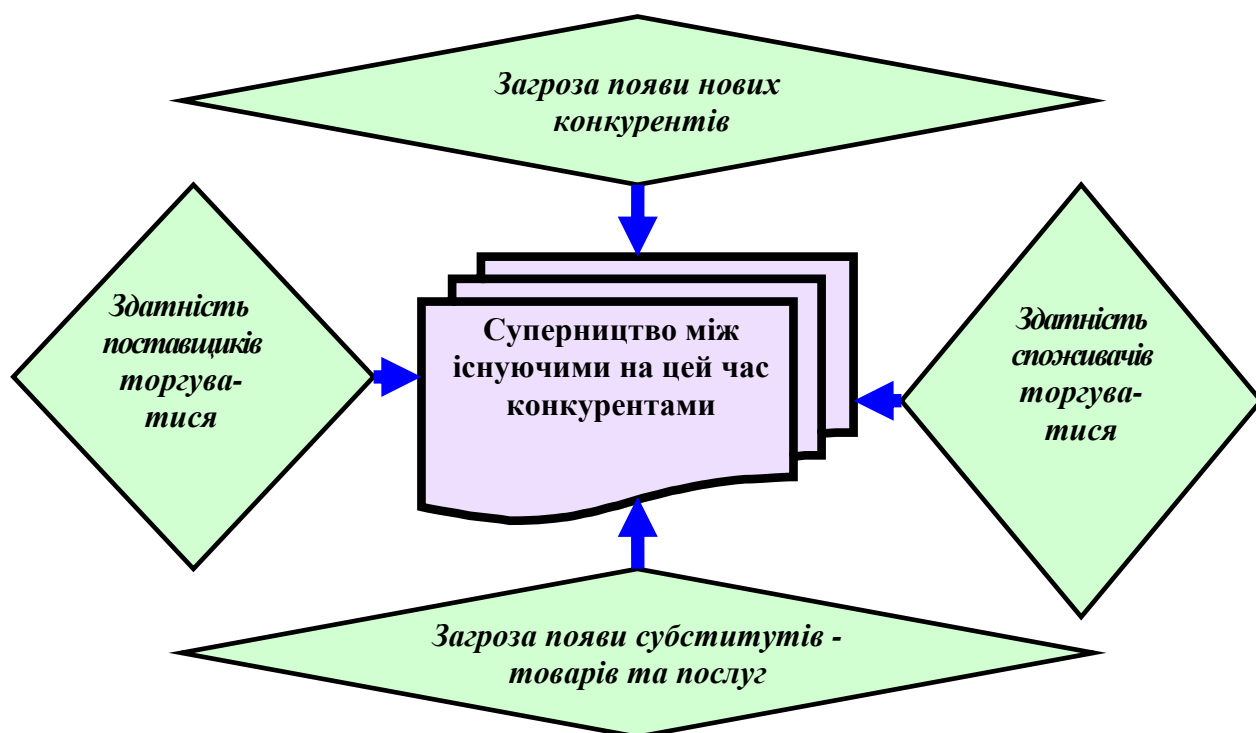 Загроза появи нових
конкурентів
Здатність
поставщиків
торгува-
тися
Суперництво між
існуючими на цей час
конкурентами
Здатність
споживачів
торгува-
тися
Загроза появи субститутів -
товарів та послуг